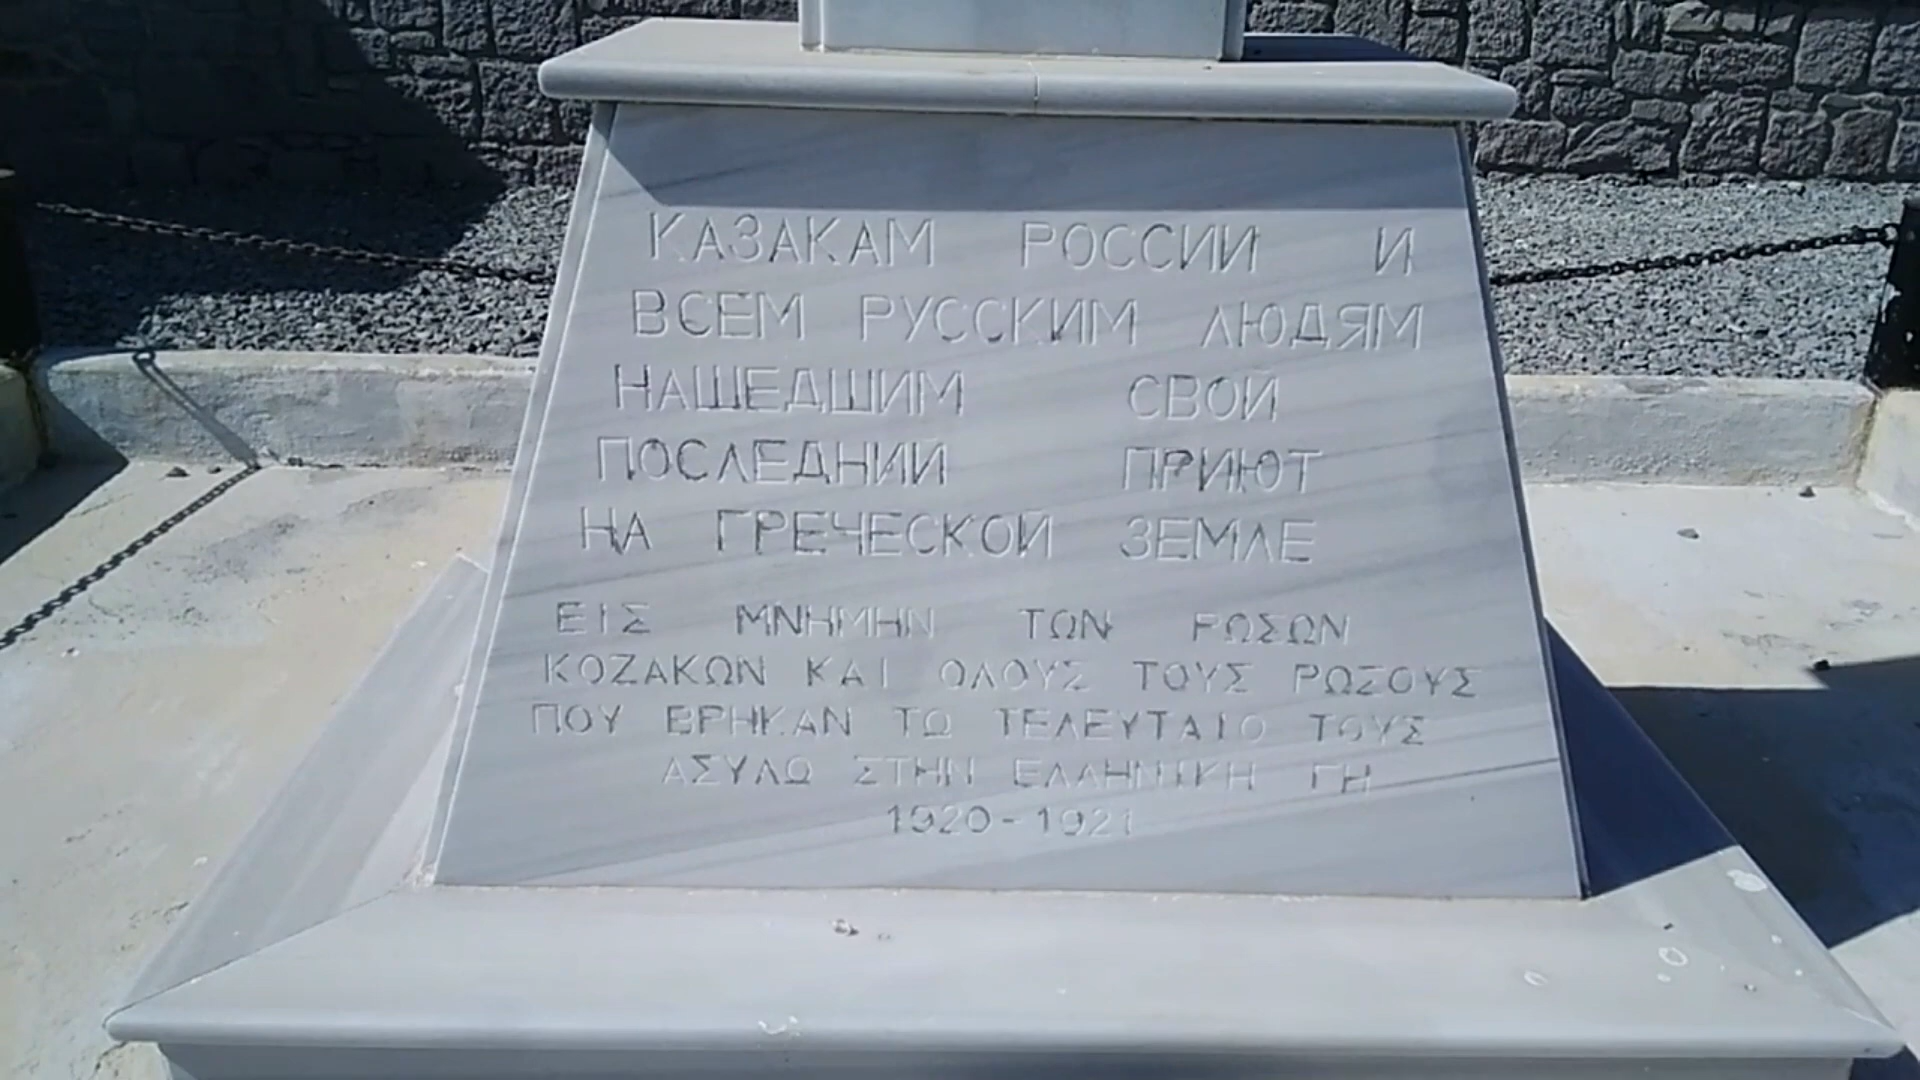 КАЗАКАМ РОССИИ И
ВСЕМ РУССКИМ ЛЮДЯМ
НАШЕДШИМ СВОЙ
ПОСЛЕДНИЙ ПРИЮТ
НА ГРЕЧЕСКОЙ ЗЕМЛЕ
ΕΙΣ ΜΝΗΜΗΝ ΤΩΝ ΡΩΣΩΝ
ΚΟΖΑΚΩΝ ΚΑΙ ΟΛΟΥΣ ΤΟΥΣ ΡΩΣΟΥΣ
ΠΟΥ ΒΡΗΚΑΝ ΤΩ ΤΕΛΕΥΤΑΙΟ ΤΟΥΣ
ΑΣΥΛΩ ΣΤΗΝ ΕΛΛΗΝΙΚΗ ΓΗ
1920-1921